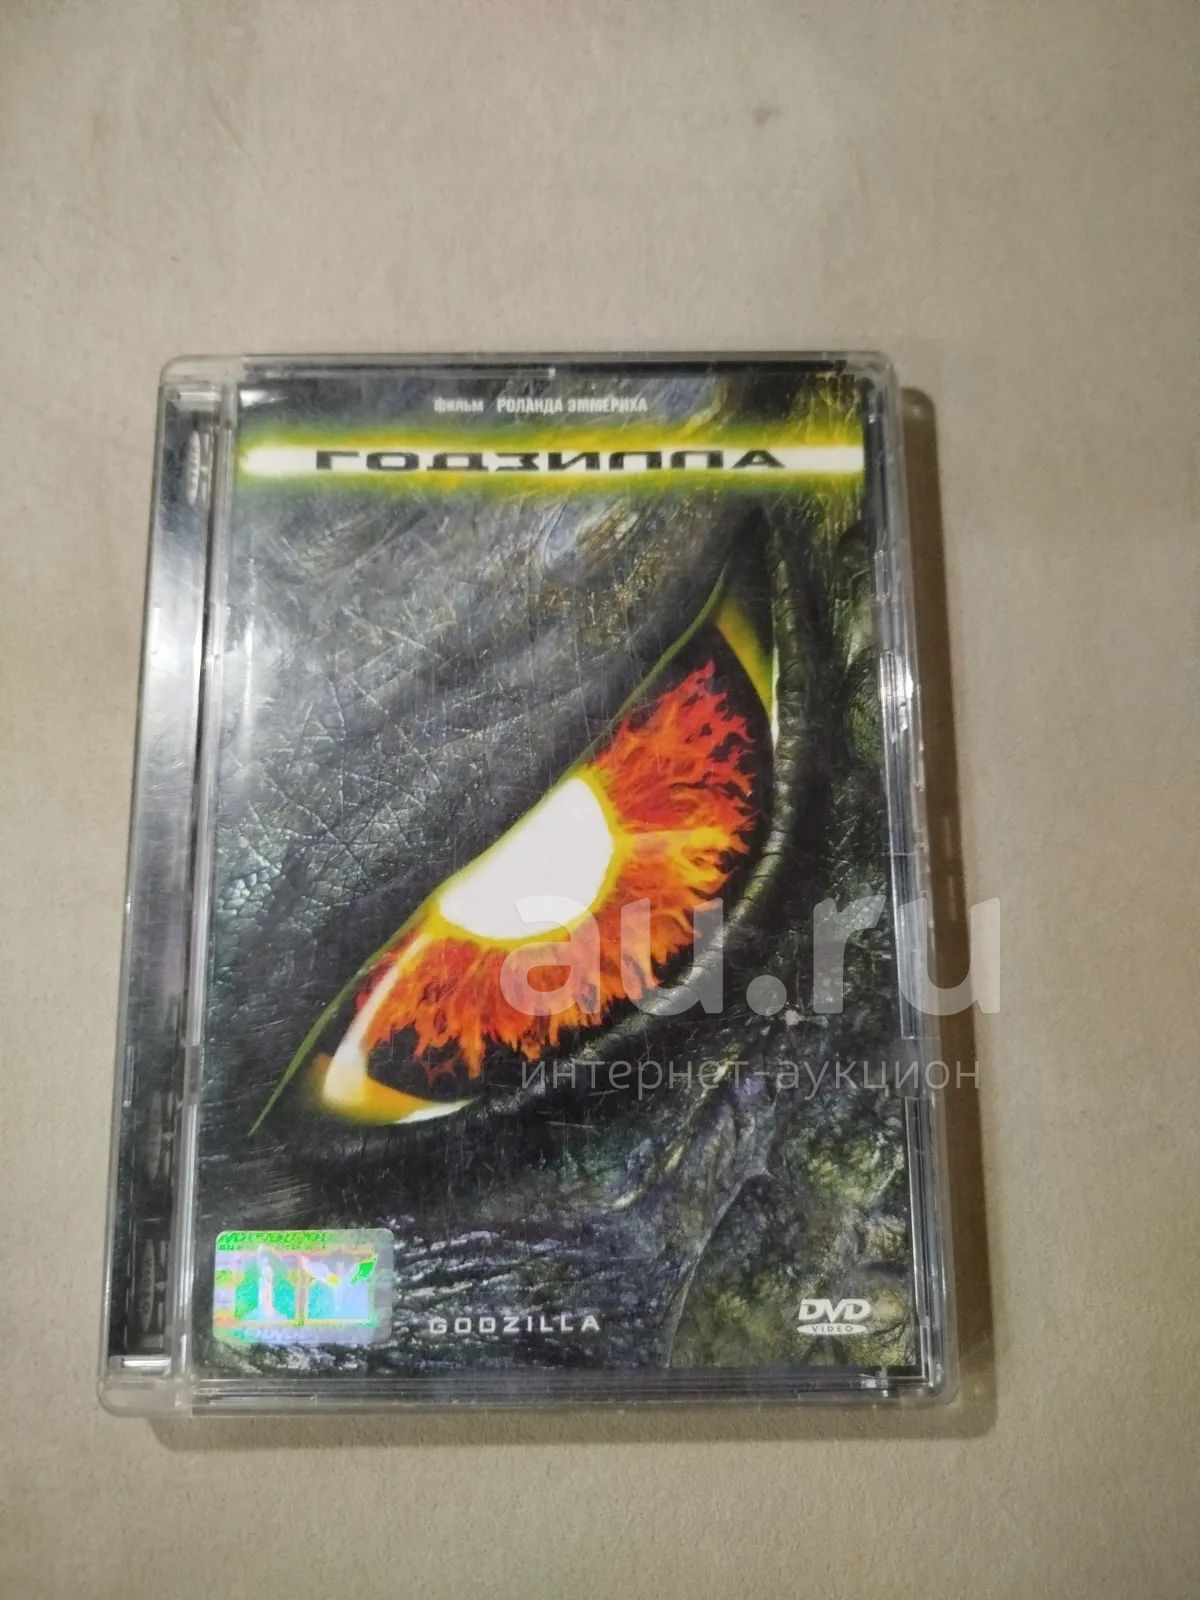 фильм РОЛАНДА ЭММЕРИХА
ГОДЗИЛЛА
au.ru
интернет-аукцион
GODZILLA
DVD
VIDEO